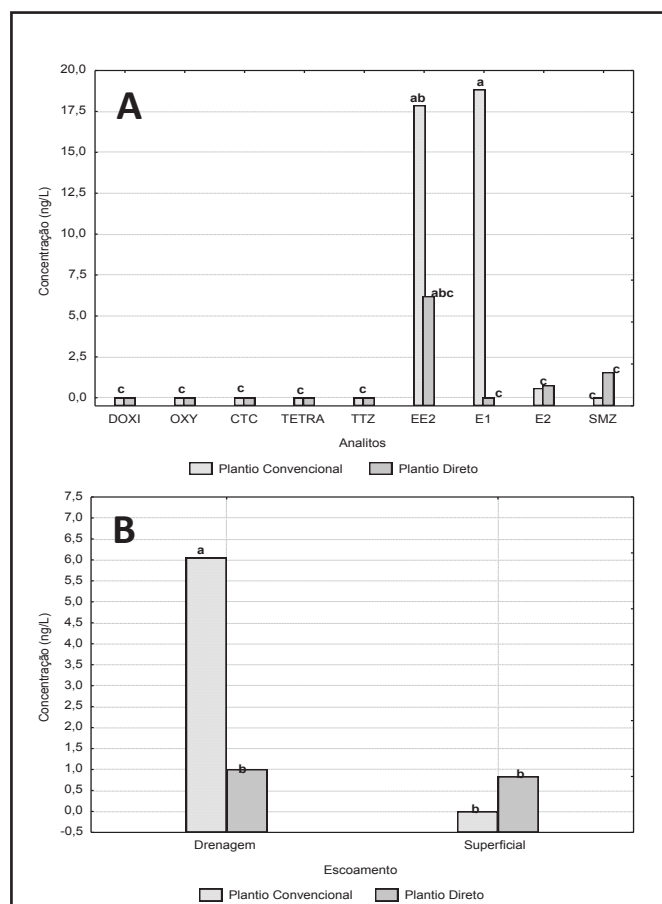 A
Concentração (ng/L)
20,0
17,5
15,0
12,5
10,0
7,5
5,0
2,5
0,0
c c c c c ab abc a c c c c
DOXI OXY CTC TETRA TTZ EE2 E1 E2 SMZ
Analitos
Plantio Convencional Plantio Direto
B
Concentração (ng/L)
7,5
7,0
6,5
6,0
5,5
5,0
4,5
4,0
3,5
3,0
2,5
2,0
1,5
1,0
0,5
0,0
-0,5
a b b b
Drenagem Superficial
Escoamento
Plantio Convencional Plantio Direto